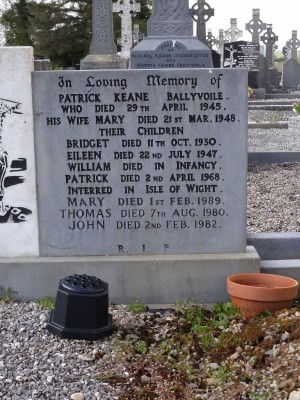 In Loving Memory of
PATRICK KEANE BALLYVOILE
WHO DIED 29TH APRIL 1945.
HIS WIFE MARY DIED 21ST MAR. 1948.
THEIR CHILDREN
BRIDGET DIED 11TH OCT. 1930.
EILEEN DIED 22ND JULY 1947.
WILLIAM DIED IN INFANCY.
PATRICK DIED 2ND APRIL 1968.
INTERRED IN ISLE OF WIGHT.
MARY DIED 1ST FEB. 1989.
THOMAS DIED 7TH AUG. 1980.
JOHN DIED 2ND FEB. 1982.
R.I.P.